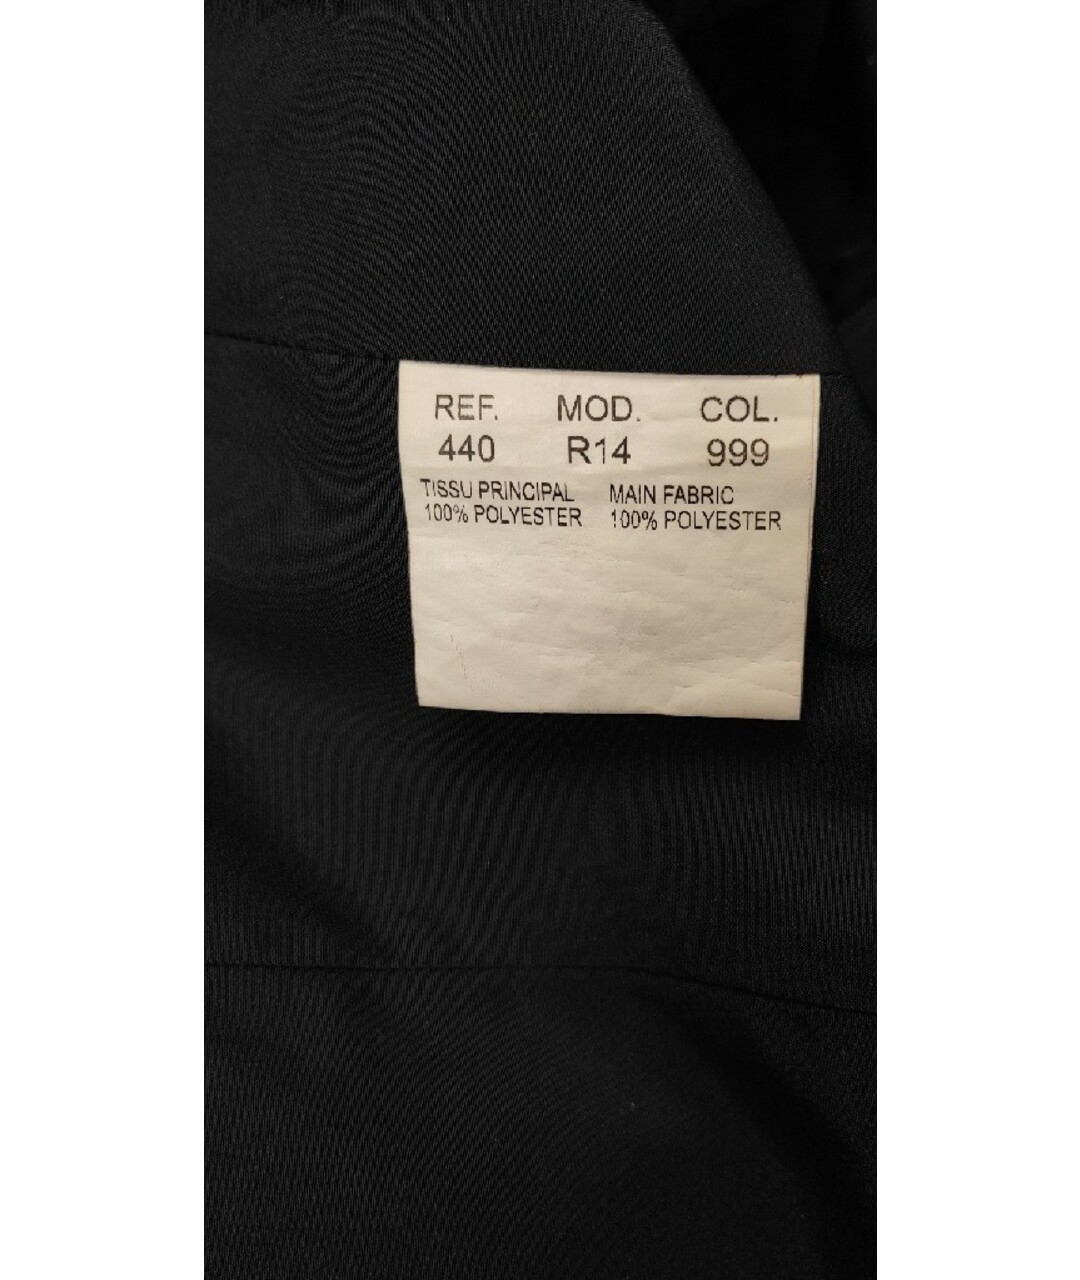 REF. MOD. COL.
440 R14 999
TISSU PRINCIPAL MAIN FABRIC
100% POLYESTER 100% POLYESTER